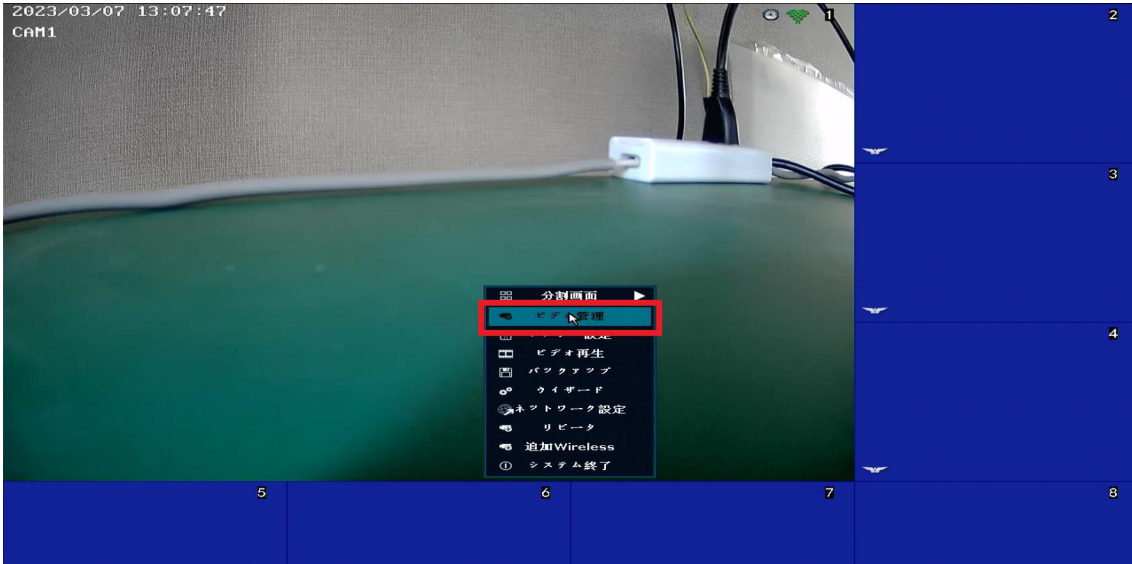 2023/03/07 13:07:47
CAM1
1
2
3
4
5
6
7
8
分割画面
ビデオ管理
設定
ビデオ再生
バックアップ
ウイザード
ネットワーク設定
リピータ
追加Wireless
システム終了